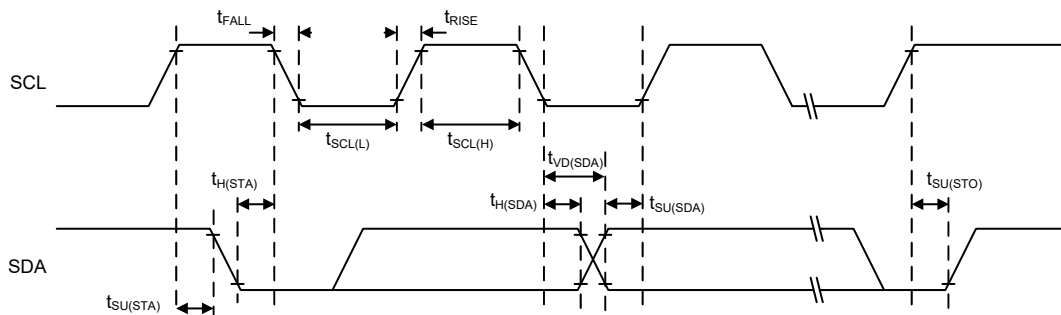 tFALL
tRISE
SCL
tSCL(L)
tSCL(H)
tVD(SDA)
tH(STA)
tH(SDA)
tSU(SDA)
tSU(STO)
SDA
tSU(STA)